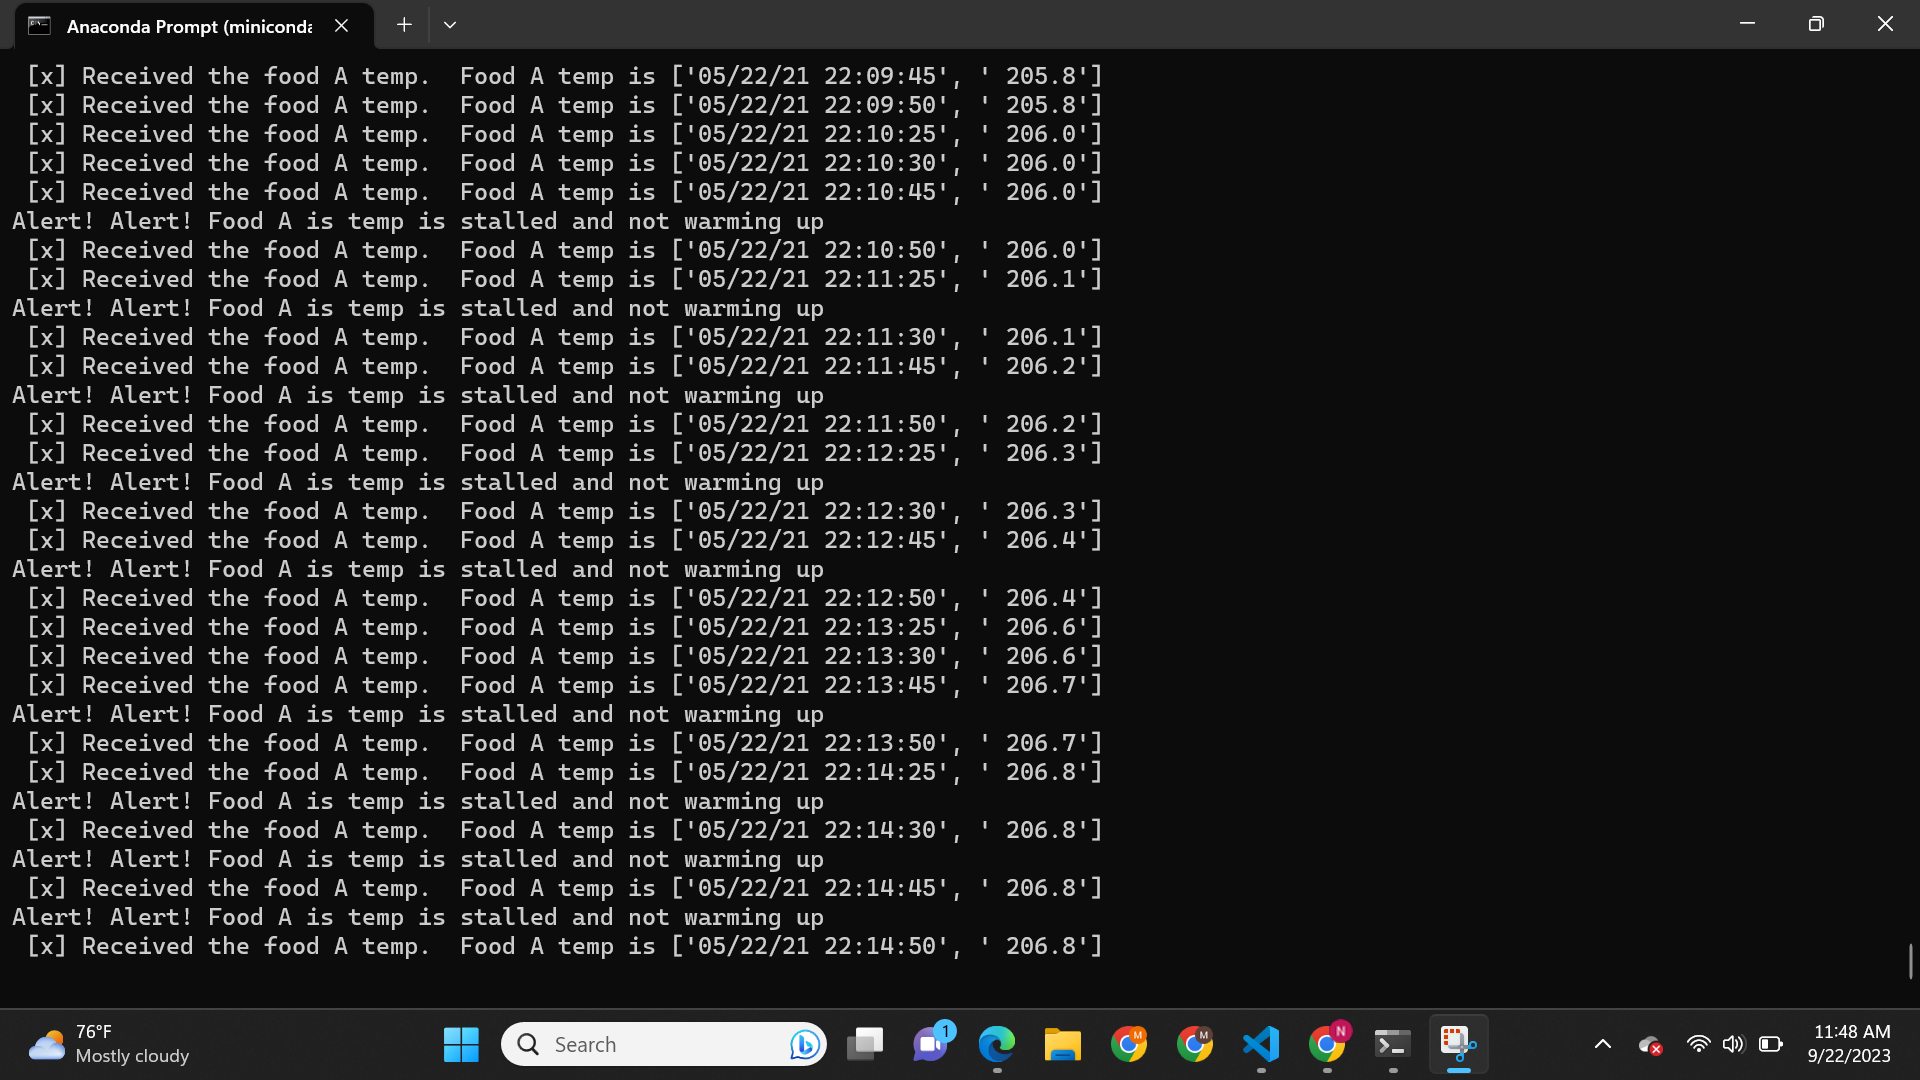 Anaconda Prompt (minicond
[x] Received the food A temp.  Food A temp is ['05/22/21 22:09:45', ' 205.8']
[x] Received the food A temp.  Food A temp is ['05/22/21 22:09:50', ' 205.8']
[x] Received the food A temp.  Food A temp is ['05/22/21 22:10:25', ' 206.0']
[x] Received the food A temp.  Food A temp is ['05/22/21 22:10:30', ' 206.0']
[x] Received the food A temp.  Food A temp is ['05/22/21 22:10:45', ' 206.0']
Alert! Alert! Food A is temp is stalled and not warming up
[x] Received the food A temp.  Food A temp is ['05/22/21 22:10:50', ' 206.0']
[x] Received the food A temp.  Food A temp is ['05/22/21 22:11:25', ' 206.1']
Alert! Alert! Food A is temp is stalled and not warming up
[x] Received the food A temp.  Food A temp is ['05/22/21 22:11:30', ' 206.1']
[x] Received the food A temp.  Food A temp is ['05/22/21 22:11:45', ' 206.2']
Alert! Alert! Food A is temp is stalled and not warming up
[x] Received the food A temp.  Food A temp is ['05/22/21 22:11:50', ' 206.2']
[x] Received the food A temp.  Food A temp is ['05/22/21 22:12:25', ' 206.3']
Alert! Alert! Food A is temp is stalled and not warming up
[x] Received the food A temp.  Food A temp is ['05/22/21 22:12:30', ' 206.3']
[x] Received the food A temp.  Food A temp is ['05/22/21 22:12:45', ' 206.4']
Alert! Alert! Food A is temp is stalled and not warming up
[x] Received the food A temp.  Food A temp is ['05/22/21 22:12:50', ' 206.4']
[x] Received the food A temp.  Food A temp is ['05/22/21 22:13:25', ' 206.6']
[x] Received the food A temp.  Food A temp is ['05/22/21 22:13:30', ' 206.6']
[x] Received the food A temp.  Food A temp is ['05/22/21 22:13:45', ' 206.7']
Alert! Alert! Food A is temp is stalled and not warming up
[x] Received the food A temp.  Food A temp is ['05/22/21 22:13:50', ' 206.7']
[x] Received the food A temp.  Food A temp is ['05/22/21 22:14:25', ' 206.8']
Alert! Alert! Food A is temp is stalled and not warming up
[x] Received the food A temp.  Food A temp is ['05/22/21 22:14:30', ' 206.8']
Alert! Alert! Food A is temp is stalled and not warming up
[x] Received the food A temp.  Food A temp is ['05/22/21 22:14:45', ' 206.8']
Alert! Alert! Food A is temp is stalled and not warming up
[x] Received the food A temp.  Food A temp is ['05/22/21 22:14:50', ' 206.8']
76°F
Mostly cloudy
Search
1
M
M
N
11:48 AM
9/22/2023